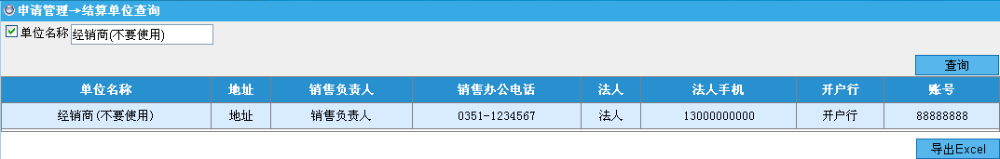 申请管理→结算单位查询
单位名称 经销商(不要使用)
查询
单位名称 地址 销售负责人 销售办公电话 法人 法人手机 开户行 账号
经销商(不要使用) 地址 销售负责人 0351-1234567 法人 13000000000 开户行 88888888
导出Excel